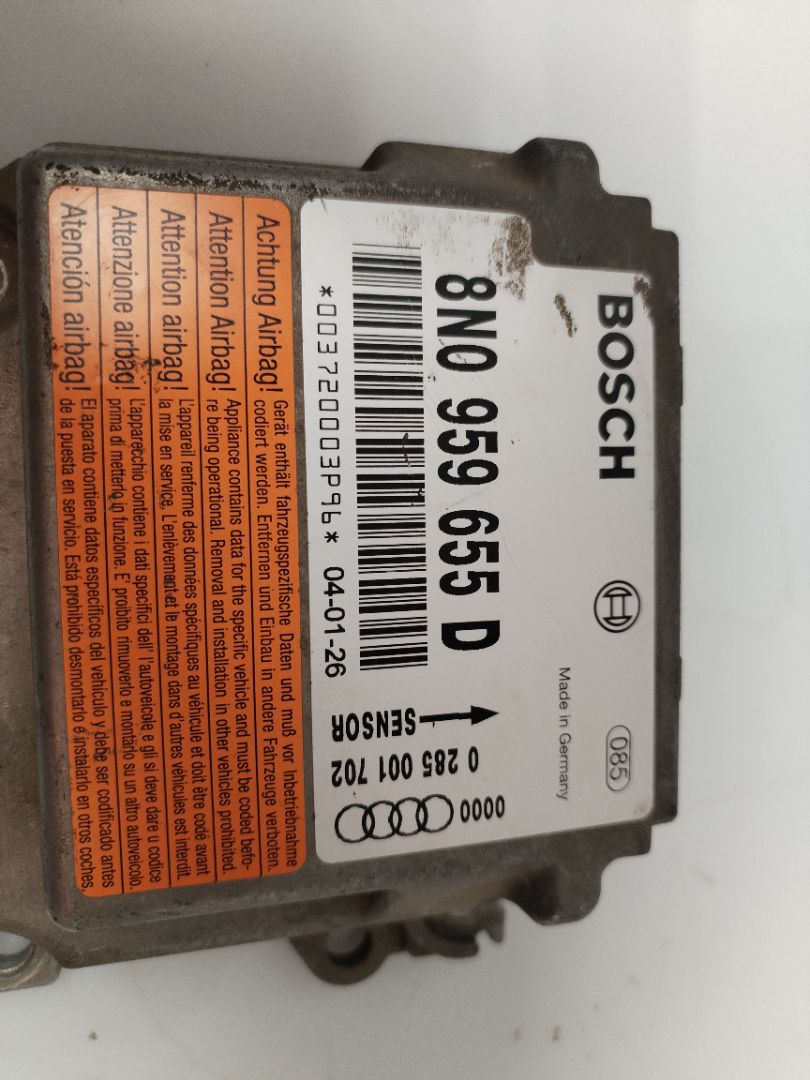 BOSCH
085
Made in Germany
8N0 959 655 D
SENSOR
0 285 001 702
0000
*003720003P96* 04-01-26
Achtung Airbag! Gerät enthält fahrzeugspezifische Daten und muß vor Inbetriebnahme
codiert werden. Entfernen und Einbau in andere Fahrzeuge verboten.
Attention Airbag! Appliance contains data for the specific vehicle and must be coded befo-
re being operational. Removal and installation in other vehicles prohibited.
Attention airbag! L'appareil renferme des données spécifiques au véhicule et doit être codé avant
la mise en service. L'enlèvement et le montage dans d'autres véhicules est interdit
Attenzione airbag! L'apparecchio contiene i dati specifici dell' l'autoveicolo e gli si deve dare u codice
prima di metterlo in funzione. E' proibito rimuoverlo e montarlo su un altro autoveicolo.
Atención airbag! El aparato contiene datos específicos del vehículo y debe ser codificado antes
de la puesta en servicio. Está prohibido desmontarlo e instalarlo en otros coches.